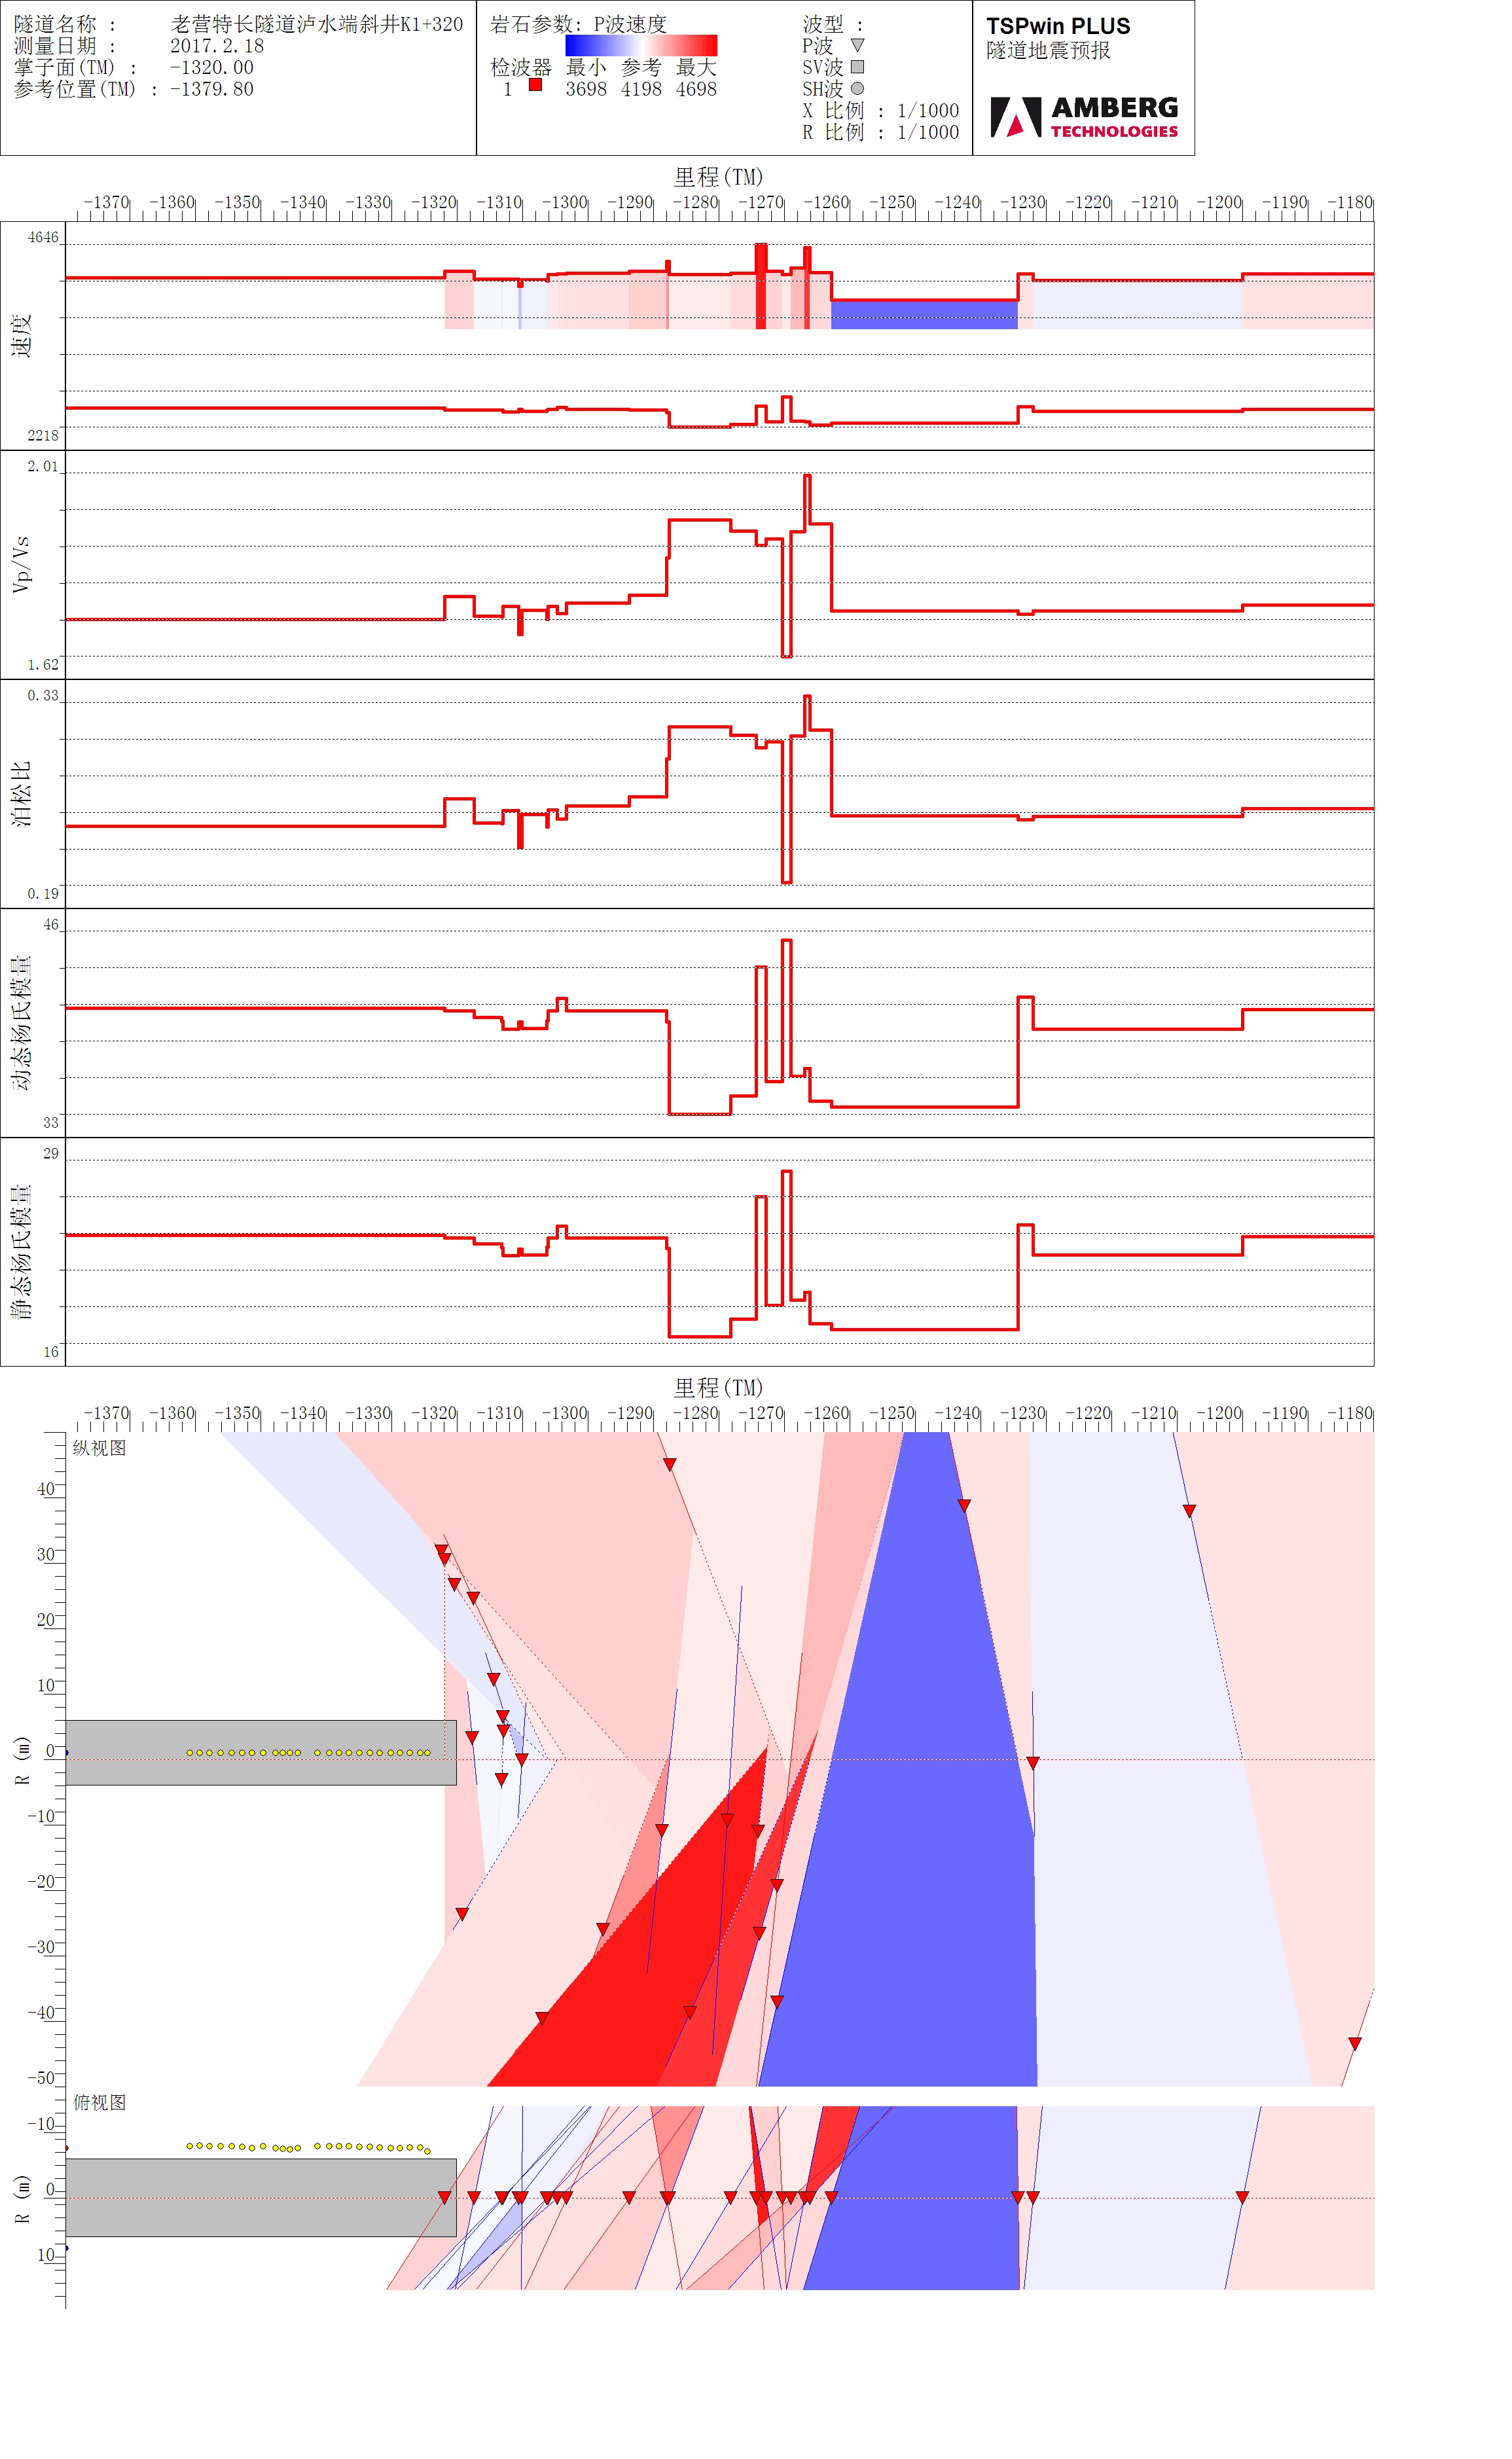 隧道名称 : 老营特长隧道泸水端斜井K1+320
测量日期 : 2017.2.18
掌子面(TM) : -1320.00
参考位置(TM) : -1379.80
岩石参数: P波速度
检波器 最小 参考 最大
1 3698 4198 4698
波型 :
P波
SV波
SH波
X 比例 : 1/1000
R 比例 : 1/1000
TSPwin PLUS
隧道地震预报
AMBERG
TECHNOLOGIES
里程(TM)
-1370 -1360 -1350 -1340 -1330 -1320 -1310 -1300 -1290 -1280 -1270 -1260 -1250 -1240 -1230 -1220 -1210 -1200 -1190 -1180
4646
速度
2218
2.01
Vp/Vs
1.62
0.33
泊松比
0.19
46
动态杨氏模量
33
29
静态杨氏模量
16
里程(TM)
-1370 -1360 -1350 -1340 -1330 -1320 -1310 -1300 -1290 -1280 -1270 -1260 -1250 -1240 -1230 -1220 -1210 -1200 -1190 -1180
纵视图
40
30
20
10
0
R (m)
-10
-20
-30
-40
-50
俯视图
-10
0
R (m)
10